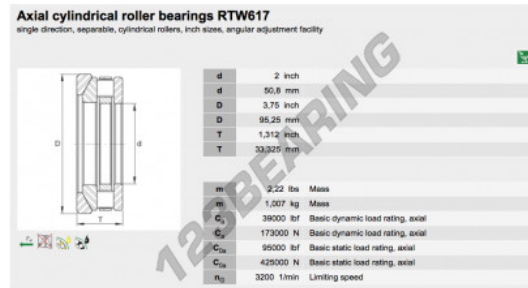 Axial cylindrical roller bearings RTW617
single direction, separable, cylindrical rollers, inch sizes, angular adjustment facility
D
d
T
d 2 inch
d 50,8 mm
D 3,75 inch
D 95,25 mm
T 1,312 inch
T 33,325 mm
m 2,22 lbs Mass
m 1,007 kg Mass
Ca 39000 lbf Basic dynamic load rating, axial
Ca 173000 N Basic dynamic load rating, axial
C0a 95000 lbf Basic static load rating, axial
C0a 425000 N Basic static load rating, axial
nG 3200 1/min Limiting speed
123BEARING